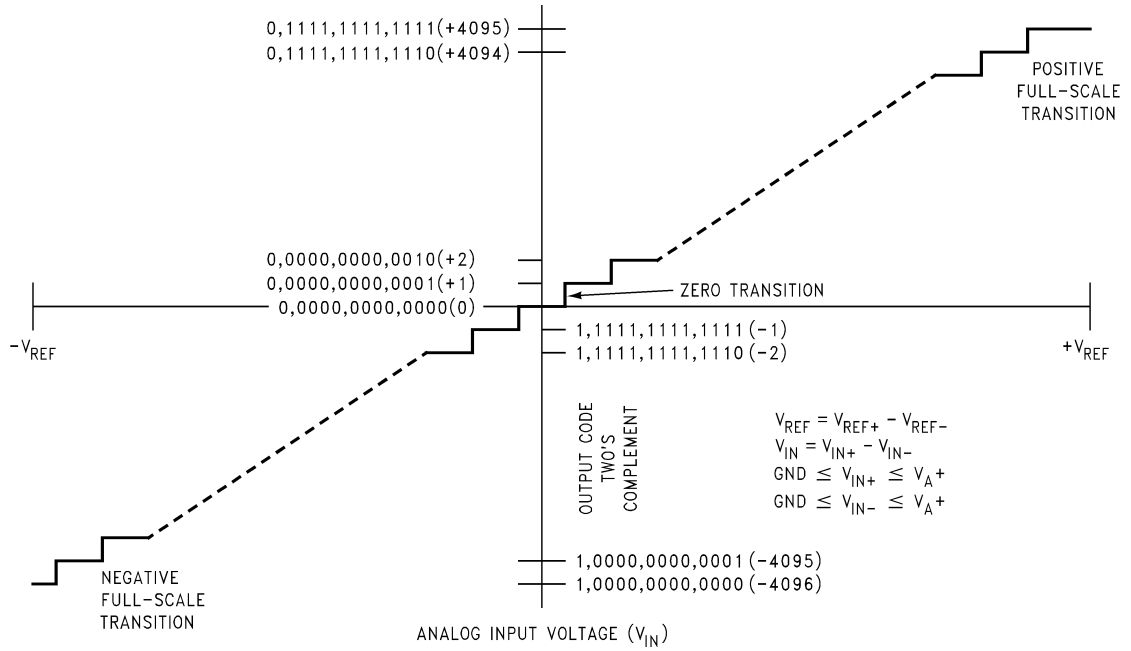 0,1111,1111,1111(+4095)
0,1111,1111,1110(+4094)
POSITIVE
FULL-SCALE
TRANSITION
0,0000,0000,0010(+2)
0,0000,0000,0001(+1)
ZERO TRANSITION
0,0000,0000,0000(0)
1,1111,1111,1111(-1)
1,1111,1111,1110(-2)
-VREF
+VREF
OUTPUT CODE
TWO'S
COMPLEMENT
VREF = VREF+ - VREF-
VIN = VIN+ - VIN-
GND ≤ VIN+ ≤ VA+
GND ≤ VIN- ≤ VA+
1,0000,0000,0001(-4095)
1,0000,0000,0000(-4096)
NEGATIVE
FULL-SCALE
TRANSITION
ANALOG INPUT VOLTAGE (VIN)